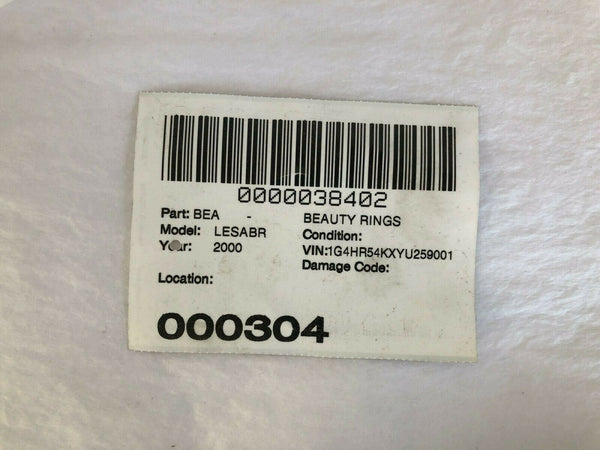 0000038402
Part: BEA - BEAUTY RINGS
Model: LESABR Condition:
Year: 2000 VIN:1G4HR54KXYU259001
Damage Code:
Location:
000304